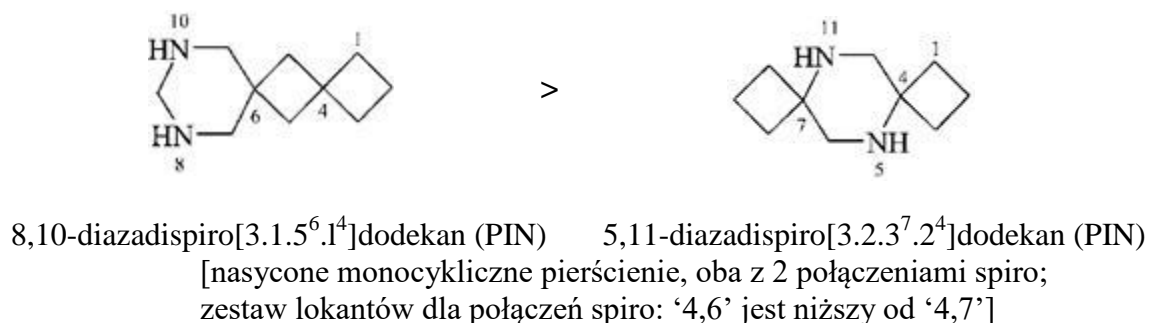 10
HN
1
6
4
HN
8
>
11
HN
1
4
7
NH
5
8,10-diazadispiro[3.1.5⁶.l⁴]dodekan (PIN) 5,11-diazadispiro[3.2.3⁷.2⁴]dodekan (PIN)
[nasycone monocykliczne pierścienie, oba z 2 połączeniami spiro;
zestaw lokantów dla połączeń spiro: ‘4,6’ jest niższy od ‘4,7’]